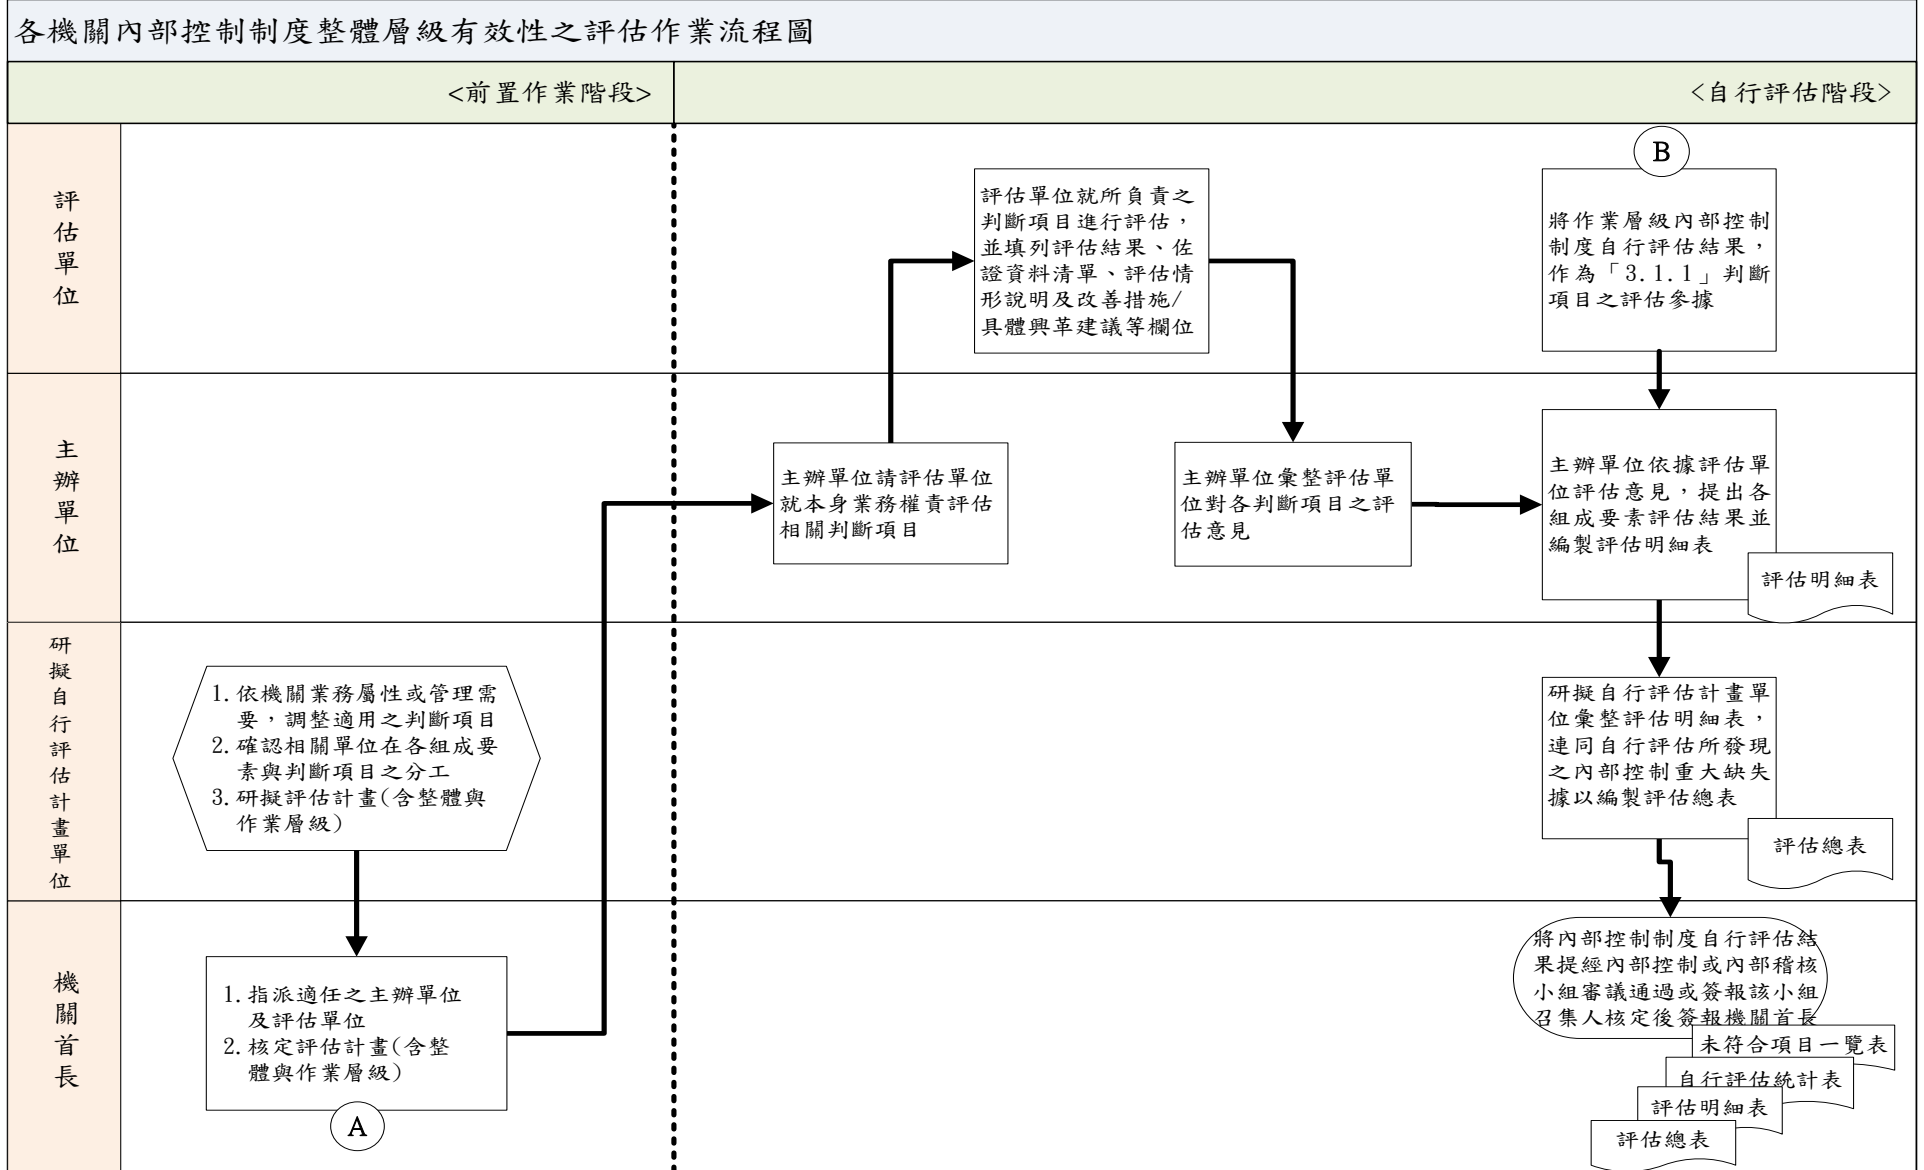 各機關內部控制制度整體層級有效性之評估作業流程圖
<前置作業階段>
<自行評估階段>
評估單位
評估單位就所負責之
判斷項目進行評估，
並填列評估結果、佐
證資料清單、評估情
形說明及改善措施/
具體興革建議等欄位
B
將作業層級內部控制
制度自行評估結果，
作為「3.1.1」判斷
項目之評估參據
主辦單位
主辦單位請評估單位
就本身業務權責評估
相關判斷項目
主辦單位彙整評估單
位對各判斷項目之評
估意見
主辦單位依據評估單
位評估意見，提出各
組成要素評估結果並
編製評估明細表
評估明細表
研擬自行評估計畫單位
1.依機關業務屬性或管理需
要，調整適用之判斷項目
2.確認相關單位在各組成要
素與判斷項目之分工
3.研擬評估計畫(含整體與
作業層級)
研擬自行評估計畫單
位彙整評估明細表，
連同自行評估所發現
之內部控制重大缺失
據以編製評估總表
評估總表
機關首長
1.指派適任之主辦單位
及評估單位
2.核定評估計畫(含整
體與作業層級)
A
將內部控制制度自行評估結
果提經內部控制或內部稽核
小組審議通過或簽報該小組
召集人核定後簽報機關首長
未符合項目一覽表
自行評估統計表
評估明細表
評估總表